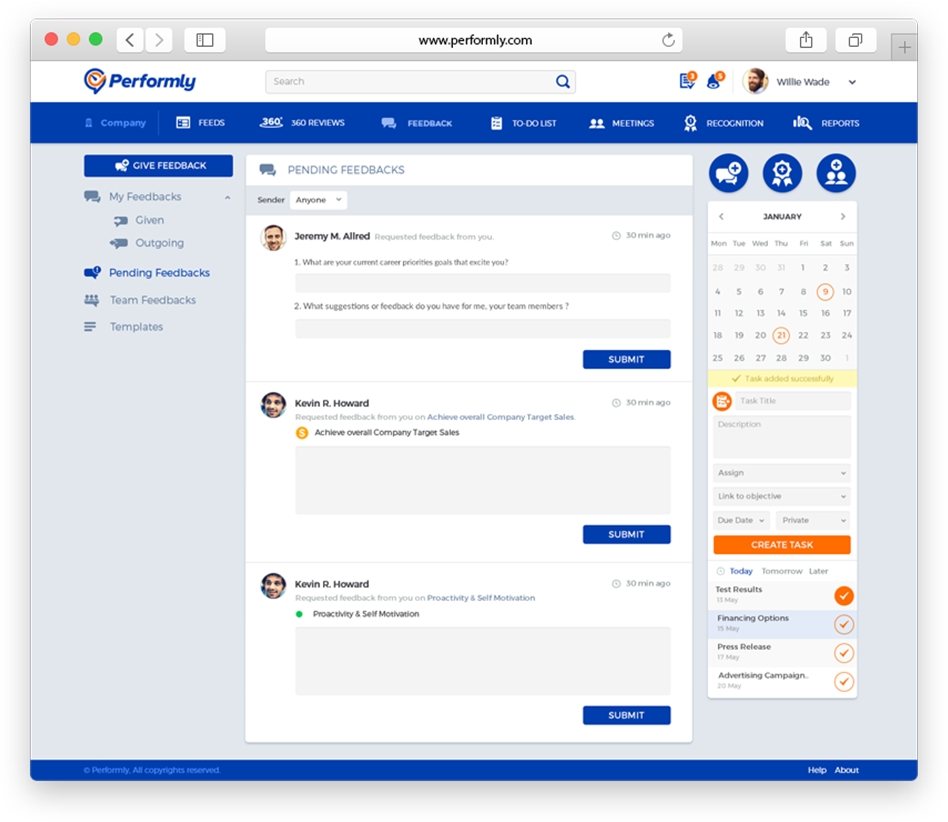 www.performly.com
Performly
Search
3
5
Willie Wade
Company
FEEDS
360°
360 REVIEWS
FEEDBACK
TO-DO LIST
MEETINGS
RECOGNITION
REPORTS
GIVE FEEDBACK
My Feedbacks
Given
Outgoing
Pending Feedbacks
Team Feedbacks
Templates
PENDING FEEDBACKS
Sender
Anyone
Jeremy M. Allred Requested feedback from you.
30 min ago
1. What are your current career priorities goals that excite you?
2. What suggestions or feedback do you have for me, your team members ?
SUBMIT
Kevin R. Howard
30 min ago
Requested feedback from you on Achieve overall Company Target Sales.
$
Achieve overall Company Target Sales
SUBMIT
Kevin R. Howard
30 min ago
Requested feedback from you on Proactivity & Self Motivation
Proactivity & Self Motivation
SUBMIT
JANUARY
Mon Tue Wed Thu Fri Sat Sun
28 29 30 31 1 2 3
4 5 6 7 8 9 10
11 12 13 14 15 16 17
18 19 20 21 22 23 24
25 26 27 28 29 30 1
Task added successfully
Task Title
Description
Assign
Link to objective
Due Date
Private
CREATE TASK
Today Tomorrow Later
Test Results
13 May
Financing Options
15 May
Press Release
17 May
Advertising Campaign..
20 May
© Performly, All copyrights reserved.
Help About